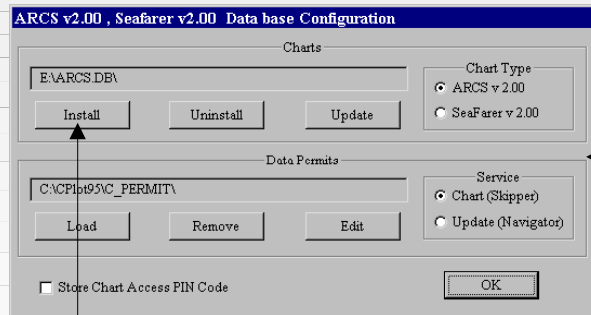 ARCS v2.00 , Seafarer v2.00 Data base Configuration
Charts
E:\ARCS.DB\
Install Uninstall Update
Chart Type
ARCS v 2.00
SeaFarer v 2.00
Data Permits
C:\CPlot95\C_PERMIT\
Load Remove Edit
Service
Chart (Skipper)
Update (Navigator)
Store Chart Access PIN Code
OK